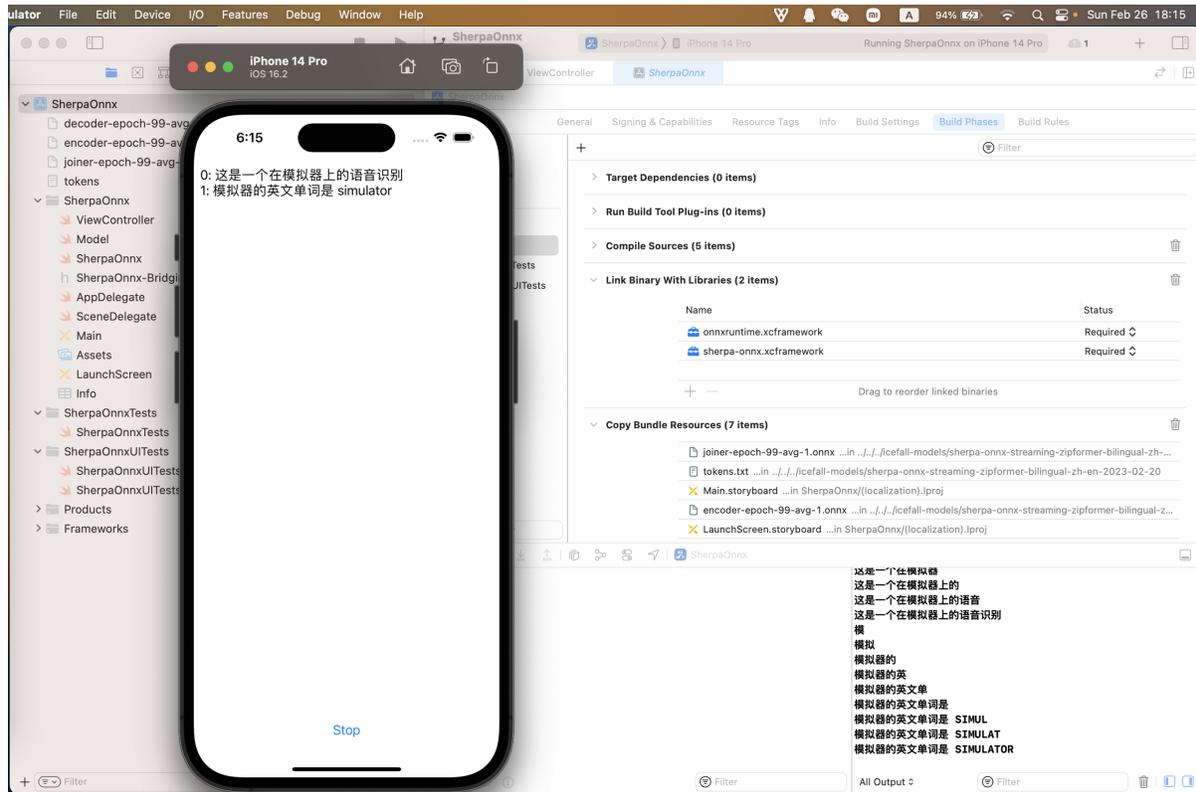 ulator File Edit Device I/O Features Debug Window Help 94% Sun Feb 26 18:15
SherpaOnnx
SherpaOnnx 〉 iPhone 14 Pro Running SherpaOnnx on iPhone 14 Pro 1
iPhone 14 Pro
iOS 16.2
ViewController SherpaOnnx
SherpaOnnx
General Signing & Capabilities Resource Tags Info Build Settings Build Phases Build Rules
Filter
SherpaOnnx
decoder-epoch-99-avg
encoder-epoch-99-av
joiner-epoch-99-avg-
tokens
SherpaOnnx
ViewController
Model
SherpaOnnx
SherpaOnnx-Bridgi
AppDelegate
SceneDelegate
Main
Assets
LaunchScreen
Info
SherpaOnnxTests
SherpaOnnxTests
SherpaOnnxUITests
SherpaOnnxUITests
SherpaOnnxUITests
Products
Frameworks
Filter
6:15
0: 这是一个在模拟器上的语音识别
1: 模拟器的英文单词是 simulator
Stop
Tests
UITests
Target Dependencies (0 items)
Run Build Tool Plug-ins (0 items)
Compile Sources (5 items)
Link Binary With Libraries (2 items)
Name Status
onnxruntime.xcframework Required
sherpa-onnx.xcframework Required
Drag to reorder linked binaries
Copy Bundle Resources (7 items)
joiner-epoch-99-avg-1.onnx ...in ../../../icefall-models/sherpa-onnx-streaming-zipformer-bilingual-zh-...
tokens.txt ...in ../../../icefall-models/sherpa-onnx-streaming-zipformer-bilingual-zh-en-2023-02-20
Main.storyboard ...in SherpaOnnx/(localization).lproj
encoder-epoch-99-avg-1.onnx ...in ../../../icefall-models/sherpa-onnx-streaming-zipformer-bilingual-z...
LaunchScreen.storyboard ...in SherpaOnnx/(localization).lproj
SherpaOnnx
这是一个在模拟器
这是一个在模拟器上的
这是一个在模拟器上的语音
这是一个在模拟器上的语音识别
模
模拟
模拟器的
模拟器的英
模拟器的英文单
模拟器的英文单词是
模拟器的英文单词是 SIMUL
模拟器的英文单词是 SIMULAT
模拟器的英文单词是 SIMULATOR
Filter All Output Filter